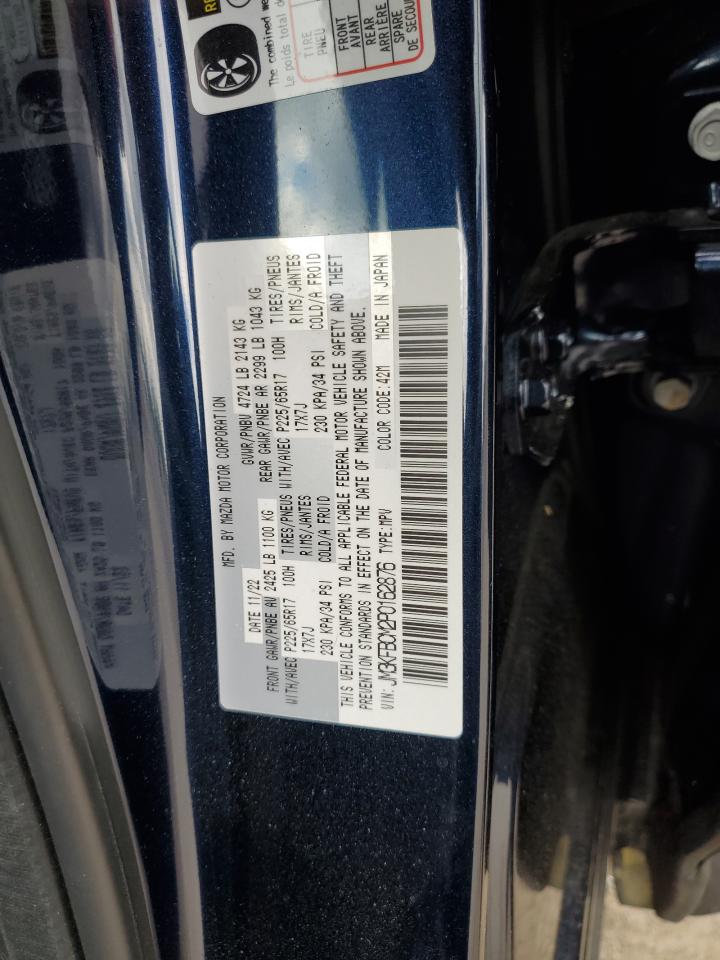 The combined we
Le poids total de
TIRE
PNEU
FRONT
AVANT
REAR
ARRIÈRE
SPARE
DE SECOU
MFD. BY MAZDA MOTOR CORPORATION
DATE 11/22 GVWR/PNBV 4724 LB 2143 KG
FRONT GAWR/PNBE AV 2425 LB 1100 KG REAR GAWR/PNBE AR 2299 LB 1043 KG
WITH/AVEC P225/65R17 100H TIRES/PNEUS WITH/AVEC P225/65R17 100H TIRES/PNEUS
17X7J RIMS/JANTES 17X7J RIMS/JANTES
230 KPA/34 PSI COLD/A FROID 230 KPA/34 PSI COLD/A FROID
THIS VEHICLE CONFORMS TO ALL APPLICABLE FEDERAL MOTOR VEHICLE SAFETY AND THEFT
PREVENTION STANDARDS IN EFFECT ON THE DATE OF MANUFACTURE SHOWN ABOVE.
VIN: JM3KFBCM2P0162876 TYPE:MPV COLOR CODE:42M MADE IN JAPAN